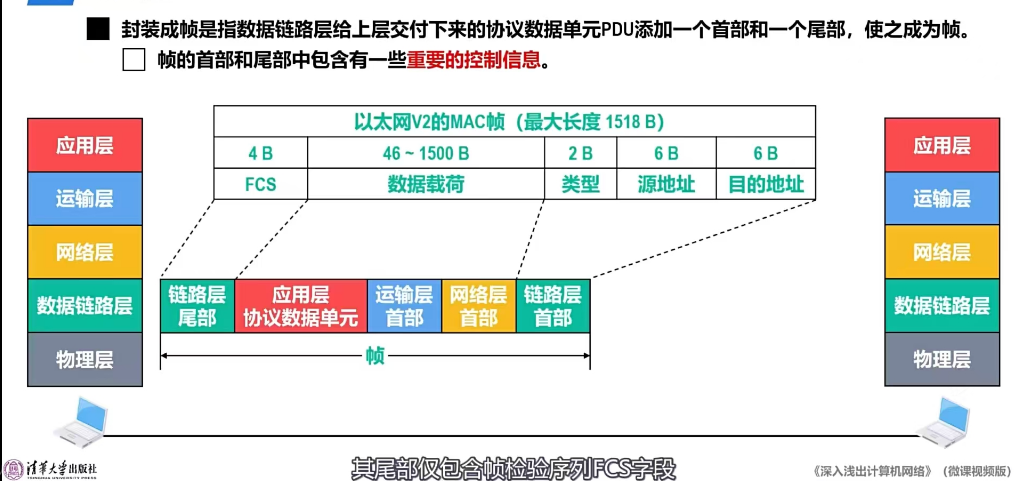 封装成帧是指数据链路层给上层交付下来的协议数据单元PDU添加一个首部和一个尾部，使之成为帧。
帧的首部和尾部中包含有一些重要的控制信息。
以太网V2的MAC帧（最大长度 1518 B）
4 B 46 ~ 1500 B 2 B 6 B 6 B
FCS 数据载荷 类型 源地址 目的地址
应用层
运输层
网络层
数据链路层
物理层
链路层
尾部
应用层
协议数据单元
运输层
首部
网络层
首部
链路层
首部
帧
应用层
运输层
网络层
数据链路层
物理层
清华大学出版社
TSINGHUA UNIVERSITY PRESS
其尾部仅包含帧检验序列FCS字段
《深入浅出计算机网络》（微课视频版）